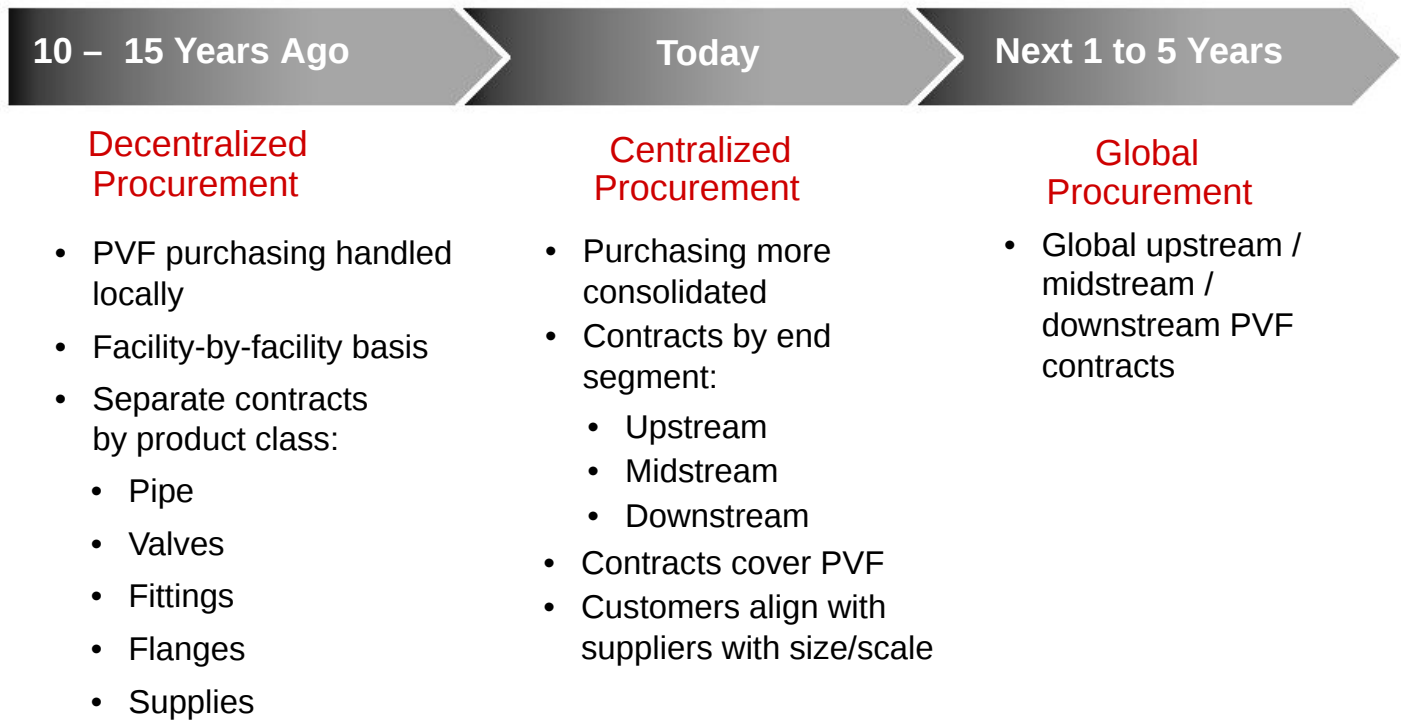 10 – 15 Years Ago
Today
Next 1 to 5 Years
Decentralized
Procurement
• PVF purchasing handled
locally
• Facility-by-facility basis
• Separate contracts
by product class:
• Pipe
• Valves
• Fittings
• Flanges
• Supplies
Centralized
Procurement
• Purchasing more
consolidated
• Contracts by end
segment:
• Upstream
• Midstream
• Downstream
• Contracts cover PVF
• Customers align with
suppliers with size/scale
Global
Procurement
• Global upstream /
midstream /
downstream PVF
contracts